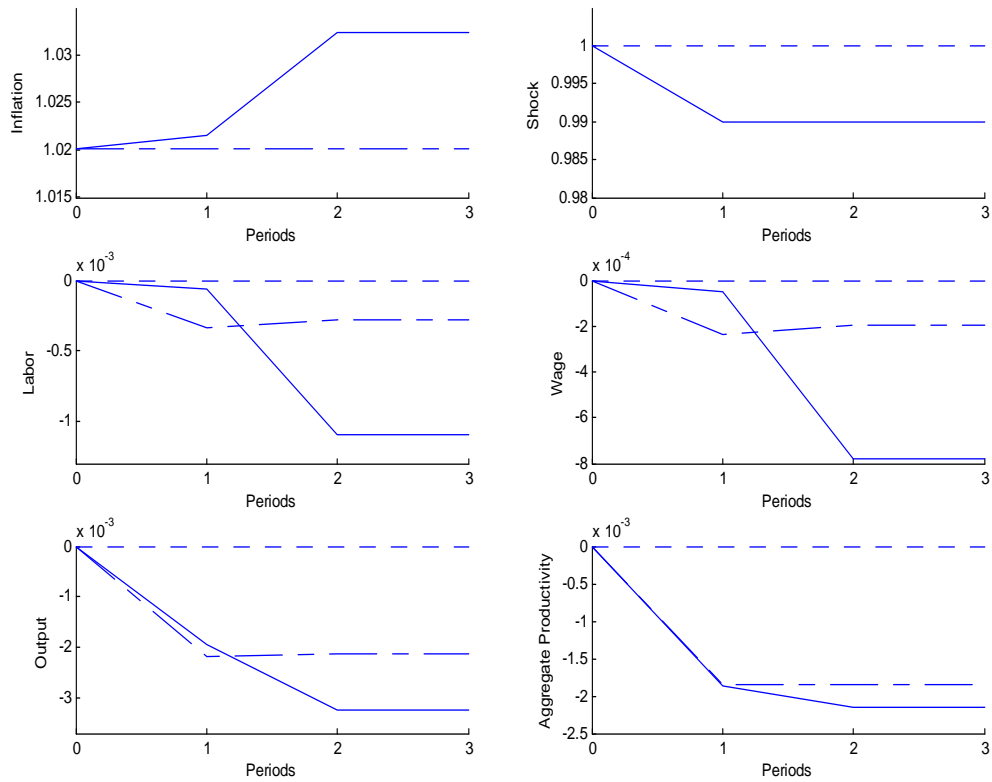 1.03
1.025
1.02
1.015
Inflation
0 1 2 3
Periods
1
0.995
0.99
0.985
0.98
Shock
0 1 2 3
Periods
x 10-3
0
-0.5
-1
Labor
0 1 2 3
Periods
x 10-4
0
-2
-4
-6
-8
Wage
0 1 2 3
Periods
x 10-3
0
-1
-2
-3
Output
0 1 2 3
Periods
x 10-3
0
-0.5
-1
-1.5
-2
-2.5
Aggregate Productivity
0 1 2 3
Periods